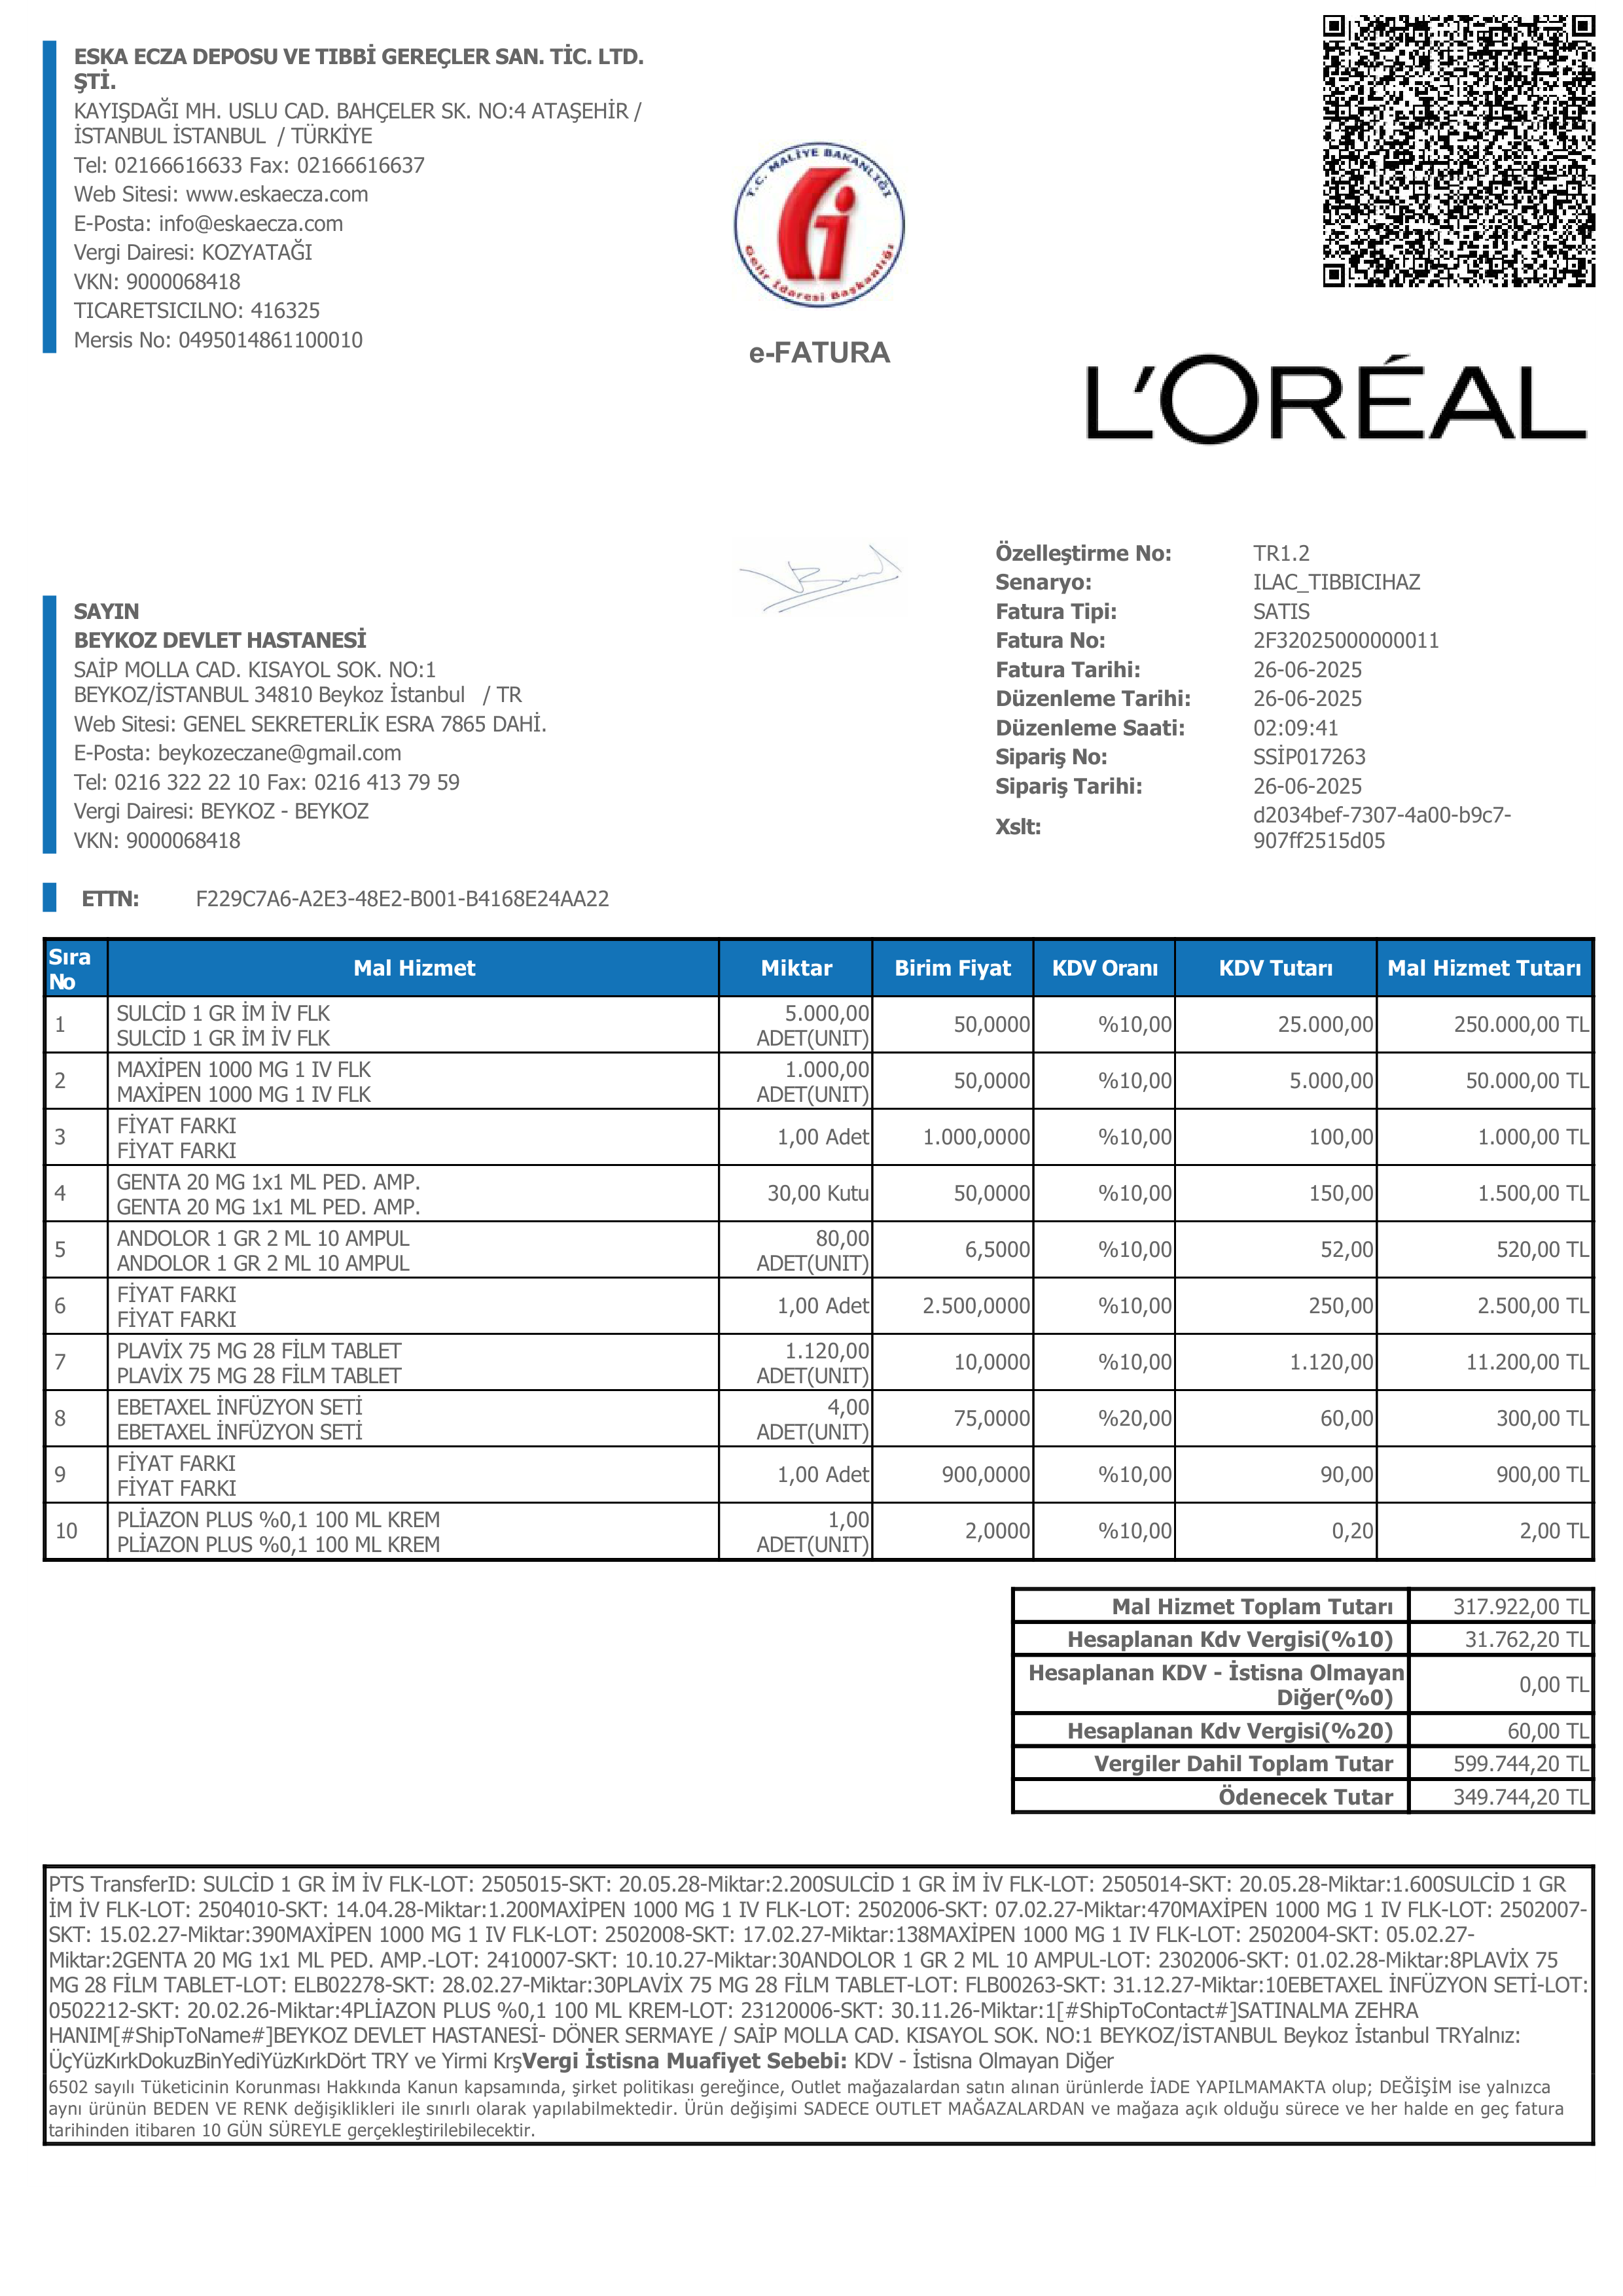 ESKA ECZA DEPOSU VE TIBBİ GEREÇLER SAN. TİC. LTD.
ŞTİ.
KAYIŞDAĞI MH. USLU CAD. BAHÇELER SK. NO:4 ATAŞEHİR /
İSTANBUL İSTANBUL / TÜRKİYE
Tel: 02166616633 Fax: 02166616637
Web Sitesi: www.eskaecza.com
E-Posta: info@eskaecza.com
Vergi Dairesi: KOZYATAĞI
VKN: 9000068418
TICARETSICILNO: 416325
Mersis No: 0495014861100010
T.C. MALİYE BAKANLIĞI
Gelir İdaresi Başkanlığı
e-FATURA
L'ORÉAL
SAYIN
BEYKOZ DEVLET HASTANESİ
SAİP MOLLA CAD. KISAYOL SOK. NO:1
BEYKOZ/İSTANBUL 34810 Beykoz İstanbul / TR
Web Sitesi: GENEL SEKRETERLİK ESRA 7865 DAHİ.
E-Posta: beykozeczane@gmail.com
Tel: 0216 322 22 10 Fax: 0216 413 79 59
Vergi Dairesi: BEYKOZ - BEYKOZ
VKN: 9000068418
Özelleştirme No: TR1.2
Senaryo: ILAC_TIBBICIHAZ
Fatura Tipi: SATIS
Fatura No: 2F32025000000011
Fatura Tarihi: 26-06-2025
Düzenleme Tarihi: 26-06-2025
Düzenleme Saati: 02:09:41
Sipariş No: SSİP017263
Sipariş Tarihi: 26-06-2025
Xslt: d2034bef-7307-4a00-b9c7-
907ff2515d05
ETTN: F229C7A6-A2E3-48E2-B001-B4168E24AA22
Sıra No Mal Hizmet Miktar Birim Fiyat KDV Oranı KDV Tutarı Mal Hizmet Tutarı
1 SULCİD 1 GR İM İV FLK 5.000,00 50,0000 %10,00 25.000,00 250.000,00 TL
SULCİD 1 GR İM İV FLK ADET(UNIT)
2 MAXİPEN 1000 MG 1 IV FLK 1.000,00 50,0000 %10,00 5.000,00 50.000,00 TL
MAXİPEN 1000 MG 1 IV FLK ADET(UNIT)
3 FİYAT FARKI 1,00 Adet 1.000,0000 %10,00 100,00 1.000,00 TL
FİYAT FARKI
4 GENTA 20 MG 1x1 ML PED. AMP. 30,00 Kutu 50,0000 %10,00 150,00 1.500,00 TL
GENTA 20 MG 1x1 ML PED. AMP.
5 ANDOLOR 1 GR 2 ML 10 AMPUL 80,00 6,5000 %10,00 52,00 520,00 TL
ANDOLOR 1 GR 2 ML 10 AMPUL ADET(UNIT)
6 FİYAT FARKI 1,00 Adet 2.500,0000 %10,00 250,00 2.500,00 TL
FİYAT FARKI
7 PLAVİX 75 MG 28 FİLM TABLET 1.120,00 10,0000 %10,00 1.120,00 11.200,00 TL
PLAVİX 75 MG 28 FİLM TABLET ADET(UNIT)
8 EBETAXEL İNFÜZYON SETİ 4,00 75,0000 %20,00 60,00 300,00 TL
EBETAXEL İNFÜZYON SETİ ADET(UNIT)
9 FİYAT FARKI 1,00 Adet 900,0000 %10,00 90,00 900,00 TL
FİYAT FARKI
10 PLİAZON PLUS %0,1 100 ML KREM 1,00 2,0000 %10,00 0,20 2,00 TL
PLİAZON PLUS %0,1 100 ML KREM ADET(UNIT)
Mal Hizmet Toplam Tutarı 317.922,00 TL
Hesaplanan Kdv Vergisi(%10) 31.762,20 TL
Hesaplanan KDV - İstisna Olmayan
Diğer(%0) 0,00 TL
Hesaplanan Kdv Vergisi(%20) 60,00 TL
Vergiler Dahil Toplam Tutar 599.744,20 TL
Ödenecek Tutar 349.744,20 TL
PTS TransferID: SULCİD 1 GR İM İV FLK-LOT: 2505015-SKT: 20.05.28-Miktar:2.200SULCİD 1 GR İM İV FLK-LOT: 2505014-SKT: 20.05.28-Miktar:1.600SULCİD 1 GR
İM İV FLK-LOT: 2504010-SKT: 14.04.28-Miktar:1.200MAXİPEN 1000 MG 1 IV FLK-LOT: 2502006-SKT: 07.02.27-Miktar:470MAXİPEN 1000 MG 1 IV FLK-LOT: 2502007-
SKT: 15.02.27-Miktar:390MAXİPEN 1000 MG 1 IV FLK-LOT: 2502008-SKT: 17.02.27-Miktar:138MAXİPEN 1000 MG 1 IV FLK-LOT: 2502004-SKT: 05.02.27-
Miktar:2GENTA 20 MG 1x1 ML PED. AMP.-LOT: 2410007-SKT: 10.10.27-Miktar:30ANDOLOR 1 GR 2 ML 10 AMPUL-LOT: 2302006-SKT: 01.02.28-Miktar:8PLAVİX 75
MG 28 FİLM TABLET-LOT: ELB02278-SKT: 28.02.27-Miktar:30PLAVİX 75 MG 28 FİLM TABLET-LOT: FLB00263-SKT: 31.12.27-Miktar:10EBETAXEL İNFÜZYON SETİ-LOT:
0502212-SKT: 20.02.26-Miktar:4PLİAZON PLUS %0,1 100 ML KREM-LOT: 23120006-SKT: 30.11.26-Miktar:1[#ShipToContact#]SATINALMA ZEHRA
HANIM[#ShipToName#]BEYKOZ DEVLET HASTANESİ- DÖNER SERMAYE / SAİP MOLLA CAD. KISAYOL SOK. NO:1 BEYKOZ/İSTANBUL Beykoz İstanbul TRYalnız:
ÜçYüzKırkDokuzBinYediYüzKırkDört TRY ve Yirmi KrşVergi İstisna Muafiyet Sebebi: KDV - İstisna Olmayan Diğer
6502 sayılı Tüketicinin Korunması Hakkında Kanun kapsamında, şirket politikası gereğince, Outlet mağazalardan satın alınan ürünlerde İADE YAPILMAMAKTA olup; DEĞİŞİM ise yalnızca
aynı ürünün BEDEN VE RENK değişiklikleri ile sınırlı olarak yapılabilmektedir. Ürün değişimi SADECE OUTLET MAĞAZALARDAN ve mağaza açık olduğu sürece ve her halde en geç fatura
tarihinden itibaren 10 GÜN SÜREYLE gerçekleştirilebilecektir.